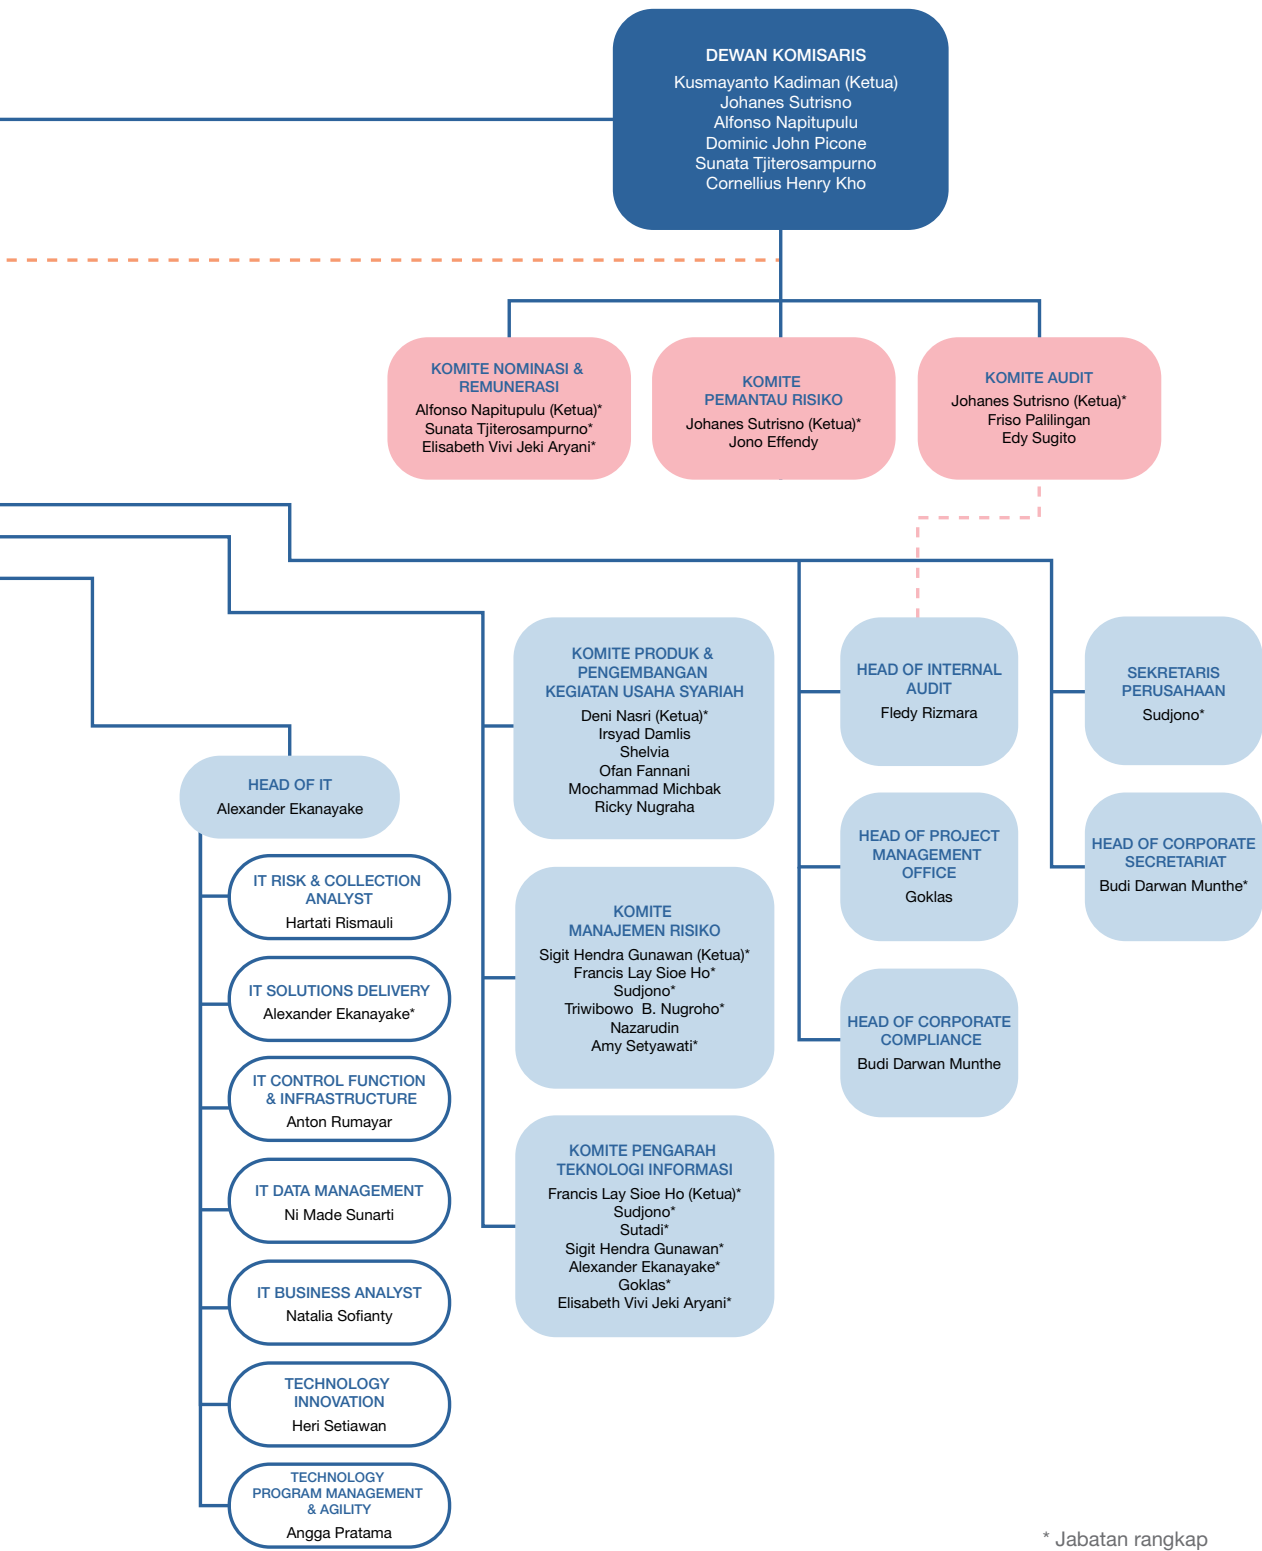 DEWAN KOMISARIS
Kusmayanto Kadiman (Ketua)
Johanes Sutrisno
Alfonso Napitupulu
Dominic John Picone
Sunata Tjiterosampurno
Cornellius Henry Kho
KOMITE NOMINASI &
REMUNERASI
Alfonso Napitupulu (Ketua)*
Sunata Tjiterosampurno*
Elisabeth Vivi Jeki Aryani*
KOMITE
PEMANTAU RISIKO
Johanes Sutrisno (Ketua)*
Jono Effendy
KOMITE AUDIT
Johanes Sutrisno (Ketua)*
Friso Palilingan
Edy Sugito
HEAD OF IT
Alexander Ekanayake
IT RISK & COLLECTION
ANALYST
Hartati Rismauli
IT SOLUTIONS DELIVERY
Alexander Ekanayake*
IT CONTROL FUNCTION
& INFRASTRUCTURE
Anton Rumayar
IT DATA MANAGEMENT
Ni Made Sunarti
IT BUSINESS ANALYST
Natalia Sofianty
TECHNOLOGY
INNOVATION
Heri Setiawan
TECHNOLOGY
PROGRAM MANAGEMENT
& AGILITY
Angga Pratama
KOMITE PRODUK &
PENGEMBANGAN
KEGIATAN USAHA SYARIAH
Deni Nasri (Ketua)*
Irsyad Damlis
Shelvia
Ofan Fannani
Mochammad Michbak
Ricky Nugraha
KOMITE
MANAJEMEN RISIKO
Sigit Hendra Gunawan (Ketua)*
Francis Lay Sioe Ho*
Sudjono*
Triwibowo B. Nugroho*
Nazarudin
Amy Setyawati*
KOMITE PENGARAH
TEKNOLOGI INFORMASI
Francis Lay Sioe Ho (Ketua)*
Sudjono*
Sutadi*
Sigit Hendra Gunawan*
Alexander Ekanayake*
Goklas*
Elisabeth Vivi Jeki Aryani*
HEAD OF INTERNAL
AUDIT
Fledy Rizmara
HEAD OF PROJECT
MANAGEMENT
OFFICE
Goklas
HEAD OF CORPORATE
COMPLIANCE
Budi Darwan Munthe
SEKRETARIS
PERUSAHAAN
Sudjono*
HEAD OF CORPORATE
SECRETARIAT
Budi Darwan Munthe*
* Jabatan rangkap